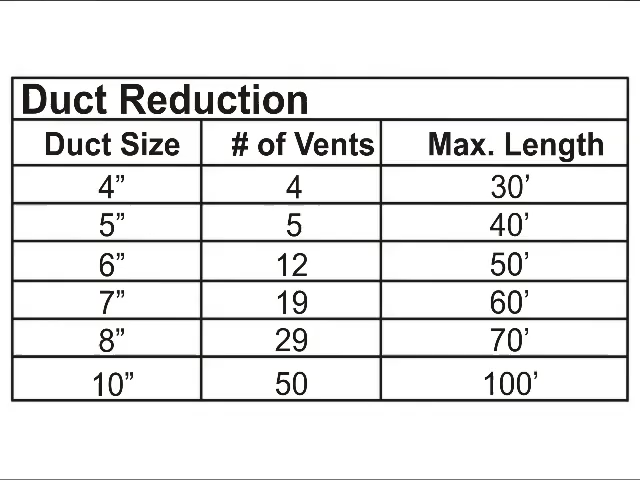 Duct Reduction
Duct Size # of Vents Max. Length
4” 4 30’
5” 5 40’
6” 12 50’
7” 19 60’
8” 29 70’
10” 50 100’